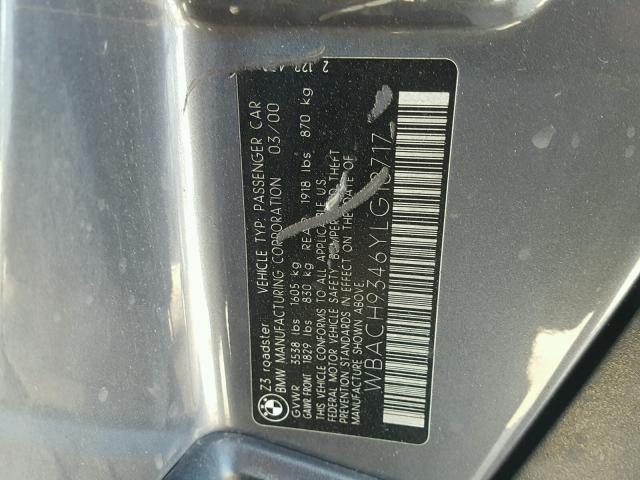 Z3 roadster VEHICLE TYP: PASSENGER CAR
BMW MANUFACTURING CORPORATION 03/00
GVWR 3538 lbs 1605 kg
GAWR FRONT 1829 lbs 830 kg REAR 1918 lbs 870 kg
THIS VEHICLE CONFORMS TO ALL APPLICABLE U.S.
FEDERAL MOTOR VEHICLE SAFETY, BUMPER AND THEFT
PREVENTION STANDARDS IN EFFECT ON THE DATE OF
MANUFACTURE SHOWN ABOVE.
BMW